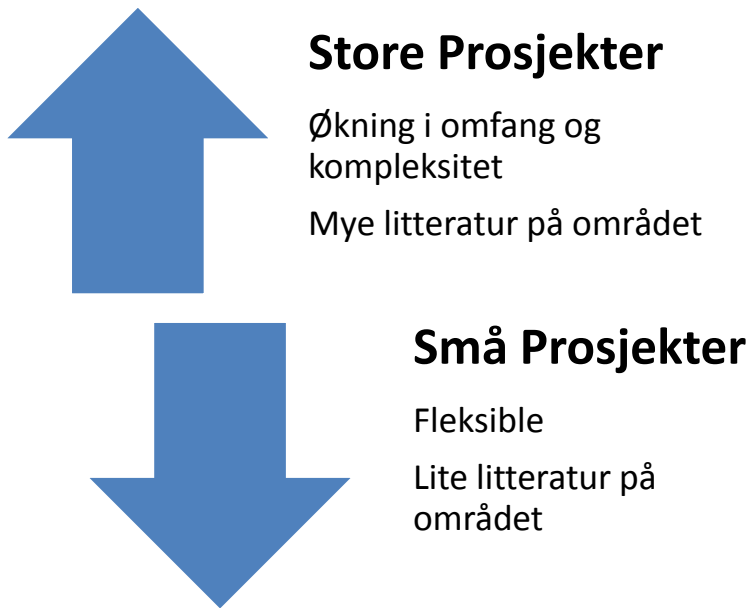 Store Prosjekter
Økning i omfang og
kompleksitet
Mye litteratur på området
Små Prosjekter
Fleksible
Lite litteratur på
området